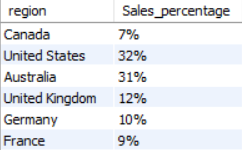 region Sales_percentage
Canada 7%
United States 32%
Australia 31%
United Kingdom 12%
Germany 10%
France 9%